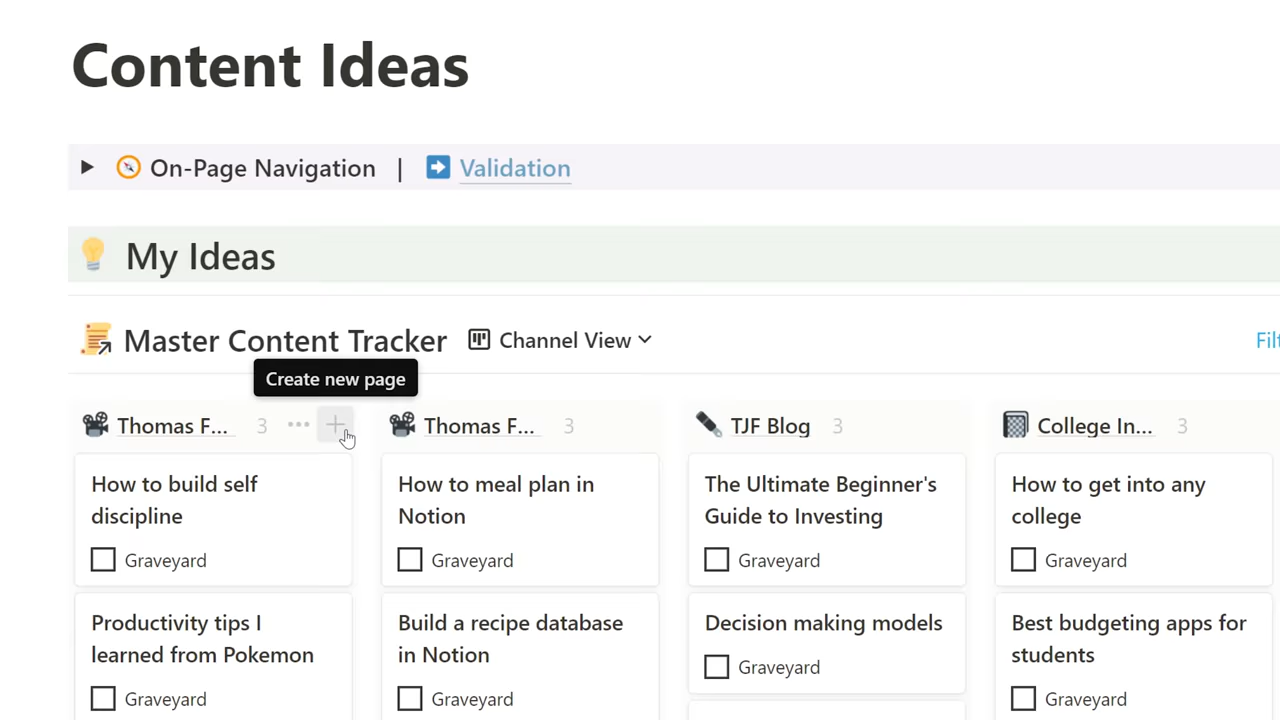 Content Ideas
On-Page Navigation | Validation
My Ideas
Master Content Tracker Channel View
Create new page
Thomas F... 3
How to build self
discipline
Graveyard
Productivity tips I
learned from Pokemon
Graveyard
Thomas F... 3
How to meal plan in
Notion
Graveyard
Build a recipe database
in Notion
Graveyard
TJF Blog 3
The Ultimate Beginner's
Guide to Investing
Graveyard
Decision making models
Graveyard
College In... 3
How to get into any
college
Graveyard
Best budgeting apps for
students
Graveyard